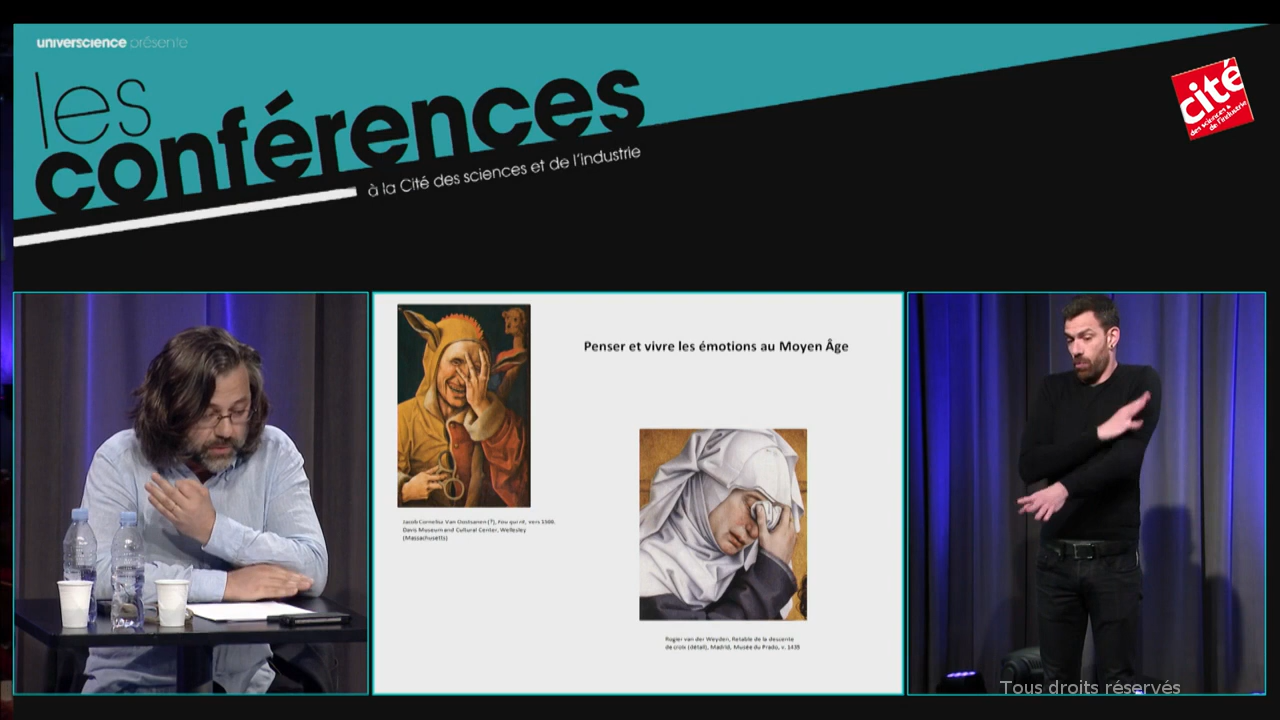 universcience présente
les
conférences
à la Cité des sciences et de l'industrie
cité
des sciences &
de l'industrie
Penser et vivre les émotions au Moyen Âge
Jacob Cornelisz Van Oostsanen (?), Fou qui rit, vers 1500.
Davis Museum and Cultural Center, Wellesley
(Massachusetts)
Rogier van der Weyden, Retable de la descente
de croix (détail), Madrid, Musée du Prado, v. 1435
Tous droits réservés